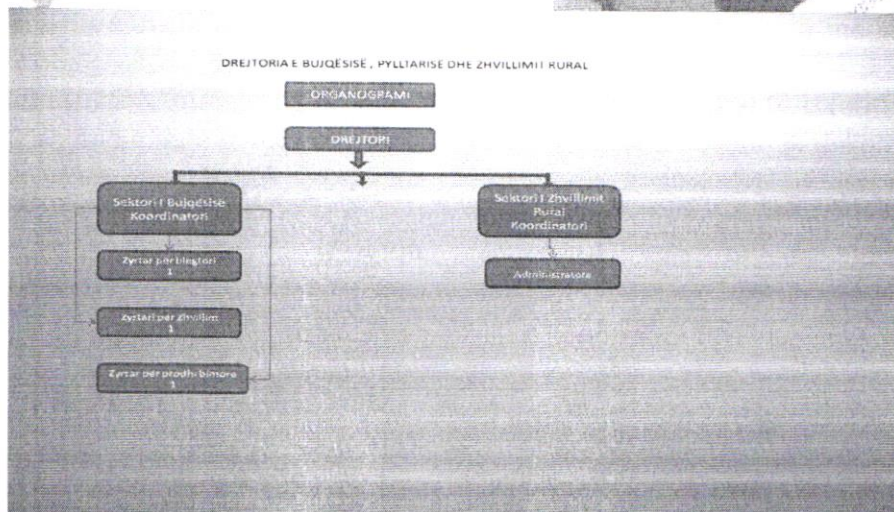 DREJTORIA E BUJQËSISË , PYLLTARISË DHE ZHVILLIMIT RURAL
ORGANOGRAMI
DREJTORI
Sektori I Bujqësisë
Koordinatori
Sektori I Zhvillimit
Rural
Koordinatori
Zyrtar për blegtori
1
Administratore
Zyrtari për Zhvillim
1
Zyrtar për prodh. bimore
1